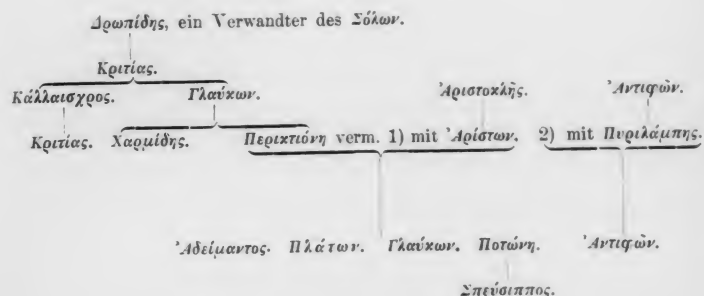 Δρωπίδης, ein Verwandter des Σόλων.
Κριτίας.
Κάλλαισχρος. Γλαύκων. Ἀριστοκλῆς. Ἀντιφῶν.
Κριτίας. Χαρμίδης. Περικτιόνη verm. 1) mit Ἀρίστων. 2) mit Πυριλάμπης.
Ἀδείμαντος. Πλάτων. Γλαύκων. Ποτώνη. Ἀντιφῶν.
Σπεύσιππος.